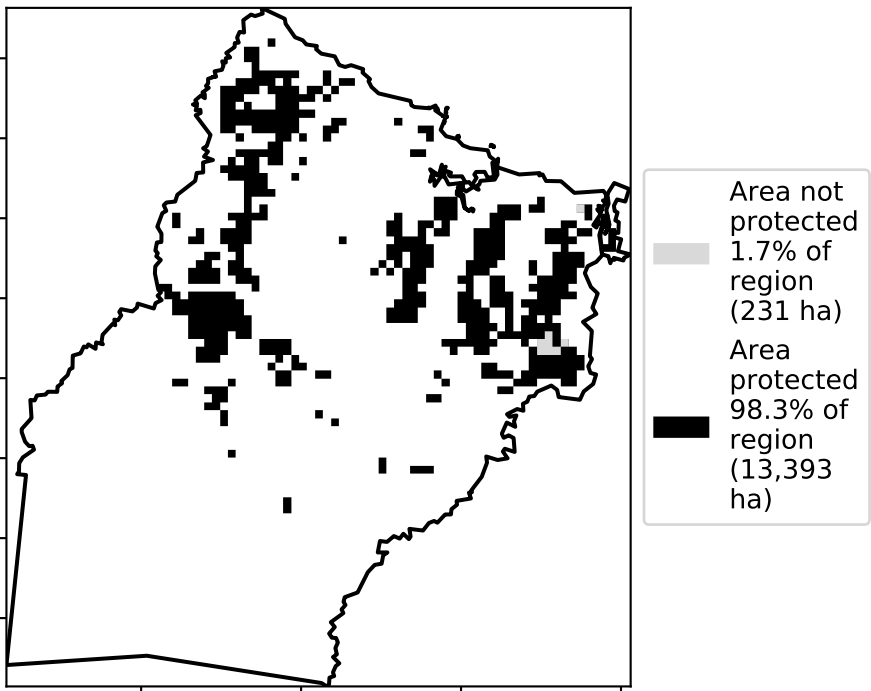 Area not
protected
1.7% of
region
(231 ha)
Area
protected
98.3% of
region
(13,393
ha)